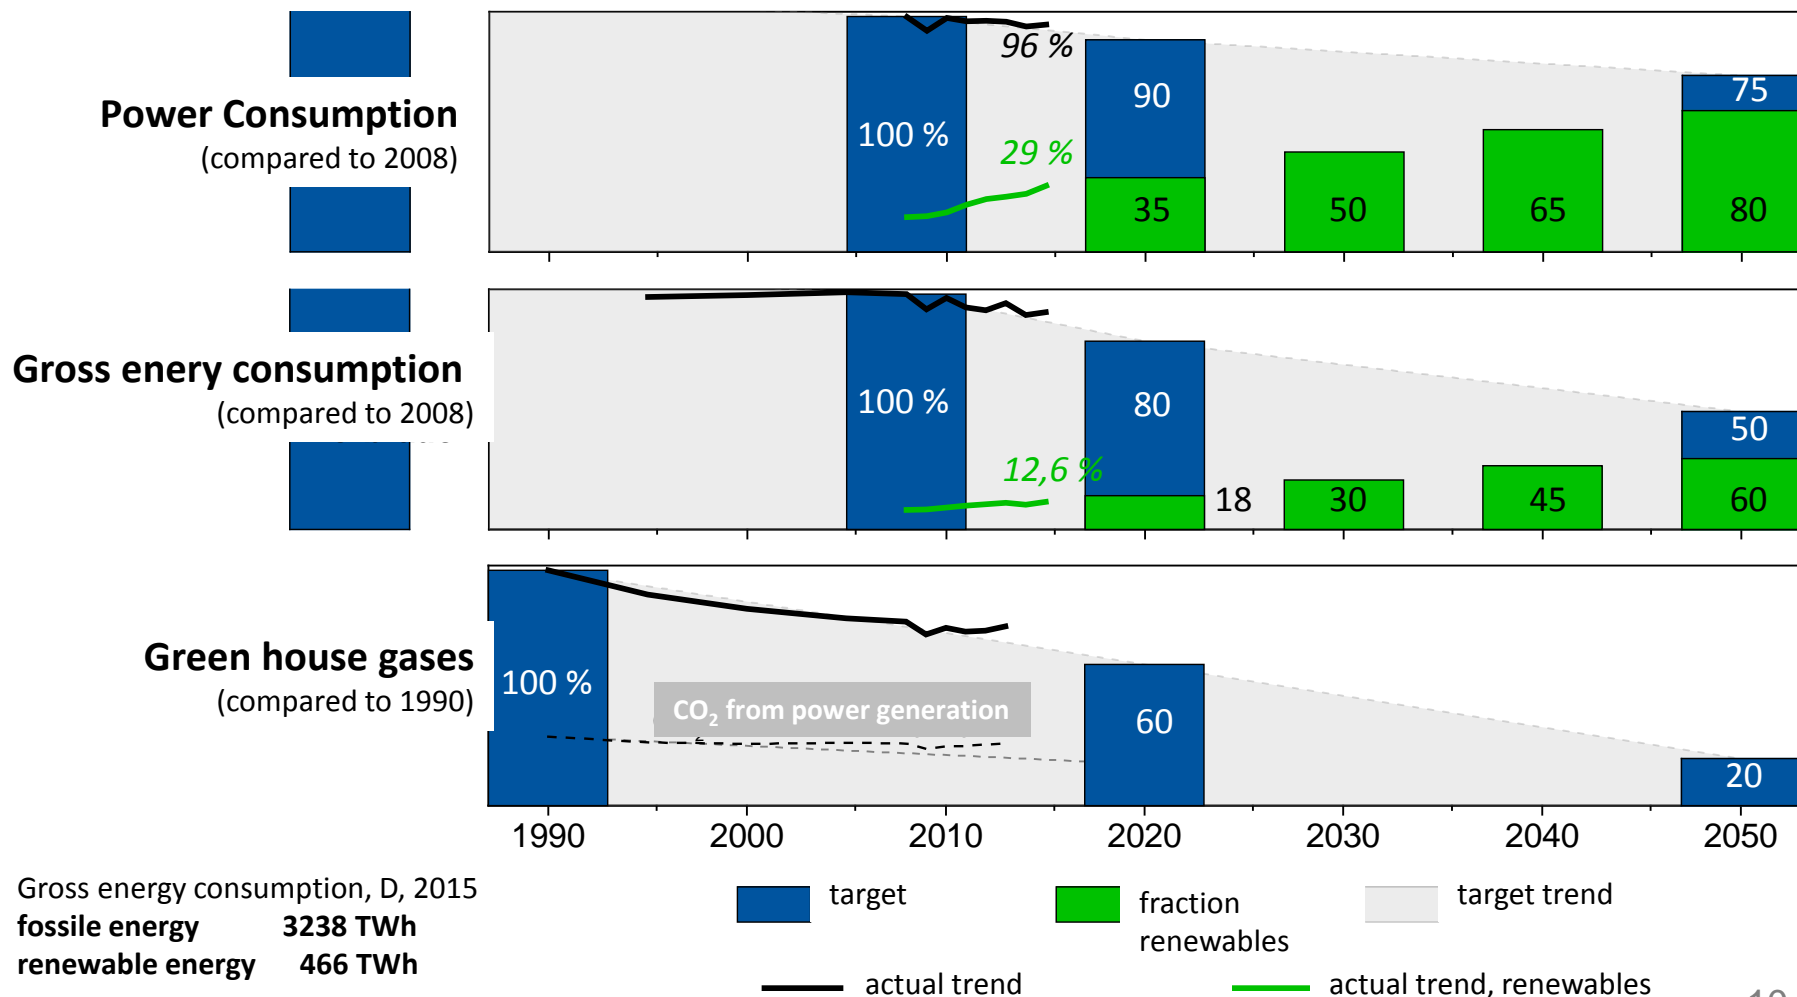 96 %
Power Consumption
(compared to 2008)
100 %
29 %
90
35
50
65
75
80
Gross enery consumption
(compared to 2008)
100 %
12,6 %
80
18
30
45
50
60
Green house gases
(compared to 1990)
100 %
CO₂ from power generation
60
20
1990 2000 2010 2020 2030 2040 2050
Gross energy consumption, D, 2015
fossile energy 3238 TWh
renewable energy 466 TWh
target
fraction
renewables
target trend
actual trend
actual trend, renewables